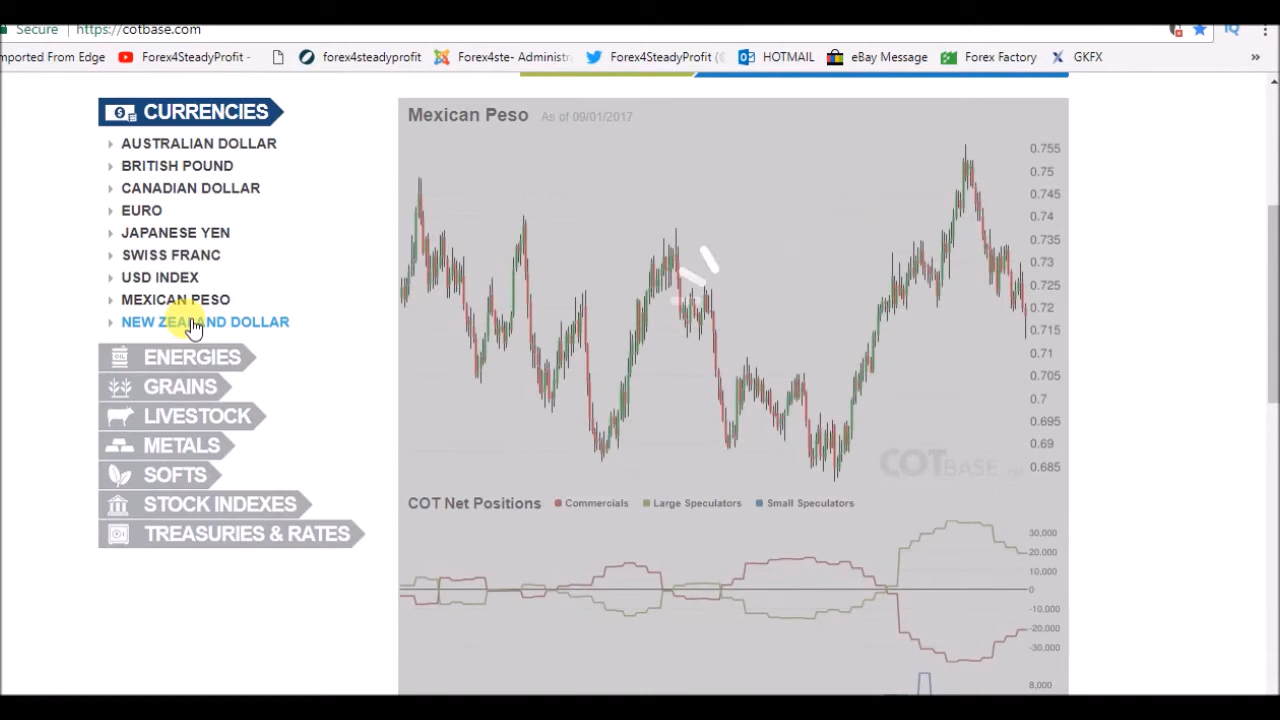 Secure https://cotbase.com
mported From Edge Forex4SteadyProfit - forex4steadyprofit Forex4ste- Administra Forex4SteadyProfit (@ HOTMAIL eBay Message Forex Factory GKFX »
CURRENCIES
AUSTRALIAN DOLLAR
BRITISH POUND
CANADIAN DOLLAR
EURO
JAPANESE YEN
SWISS FRANC
USD INDEX
MEXICAN PESO
NEW ZEALAND DOLLAR
ENERGIES
GRAINS
LIVESTOCK
METALS
SOFTS
STOCK INDEXES
TREASURIES & RATES
Mexican Peso As of 09/01/2017
0.755
0.75
0.745
0.74
0.735
0.73
0.725
0.72
0.715
0.71
0.705
0.7
0.695
0.69
0.685
COTBASE
COT Net Positions Commercials Large Speculators Small Speculators
30,000
20,000
10,000
0
-10,000
-20,000
-30,000
8,000